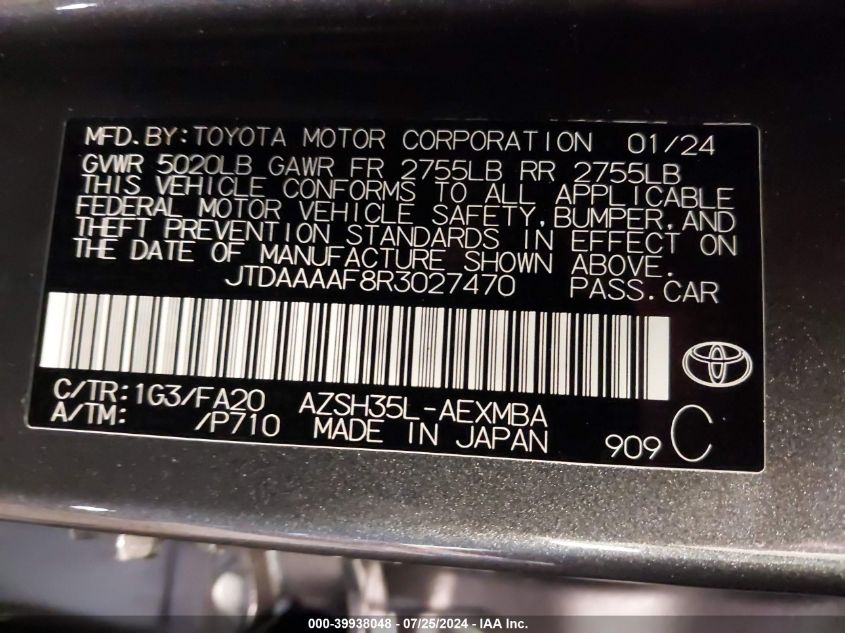 MFD.BY:TOYOTA MOTOR CORPORATION 01/24
GVWR 5020LB GAWR FR 2755LB RR 2755LB
THIS VEHICLE CONFORMS TO ALL APPLICABLE
FEDERAL MOTOR VEHICLE SAFETY,BUMPER,AND
THEFT PREVENTION STANDARDS IN EFFECT ON
THE DATE OF MANUFACTURE SHOWN ABOVE.
JTDAAAAF8R3027470 PASS.CAR
C/TR:1G3/FA20 AZSH35L-AEXMBA
A/TM: /P710 MADE IN JAPAN 909 C
000-39938048 - 07/25/2024 - IAA Inc.